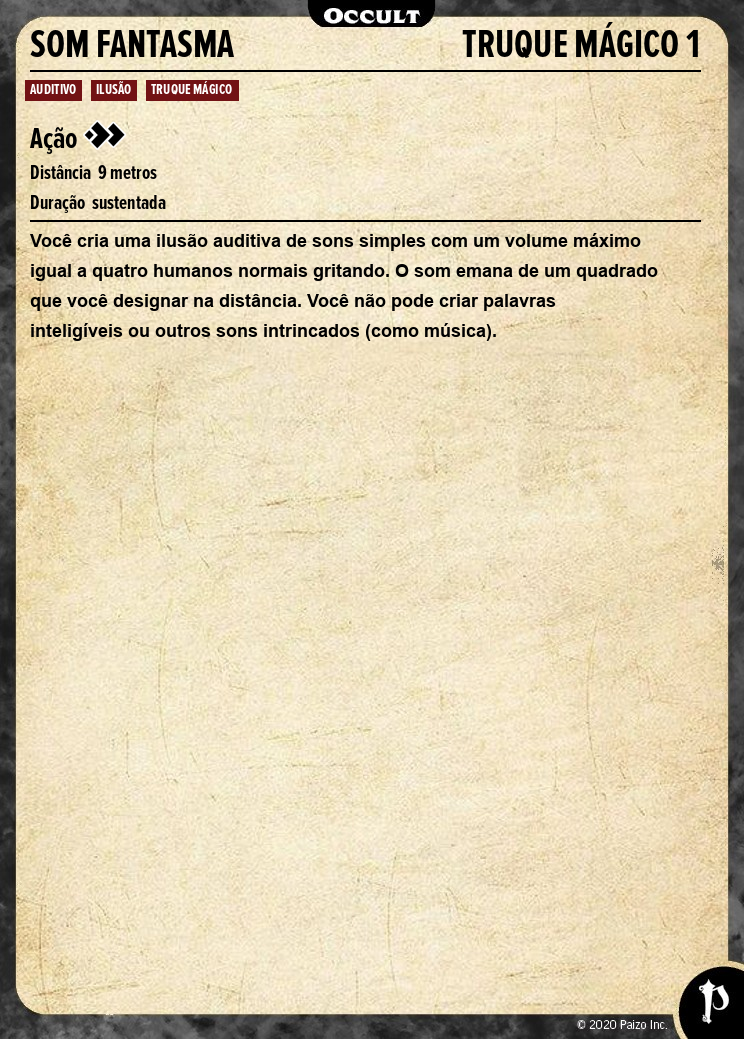 OCCULT
SOM FANTASMA TRUQUE MÁGICO 1
AUDITIVO ILUSÃO TRUQUE MÁGICO
Ação
Distância 9 metros
Duração sustentada
Você cria uma ilusão auditiva de sons simples com um volume máximo
igual a quatro humanos normais gritando. O som emana de um quadrado
que você designar na distância. Você não pode criar palavras
inteligíveis ou outros sons intrincados (como música).
© 2020 Paizo Inc.
P